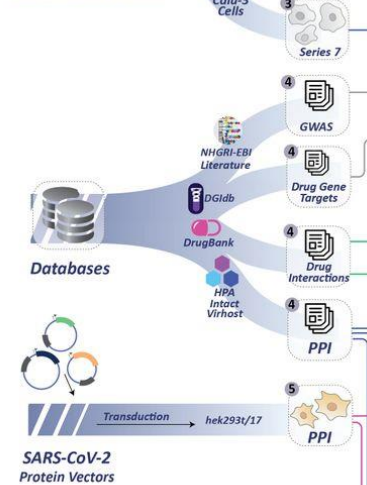 Calu-3
Cells
3
Series 7
4
GWAS
NHGRI-EBI
Literature
4
Drug Gene
Targets
DGIdb
DrugBank
4
Drug
Interactions
Databases
HPA
Intact
Virhost
4
PPI
5
Transduction
hek293t/17
PPI
SARS-CoV-2
Protein Vectors